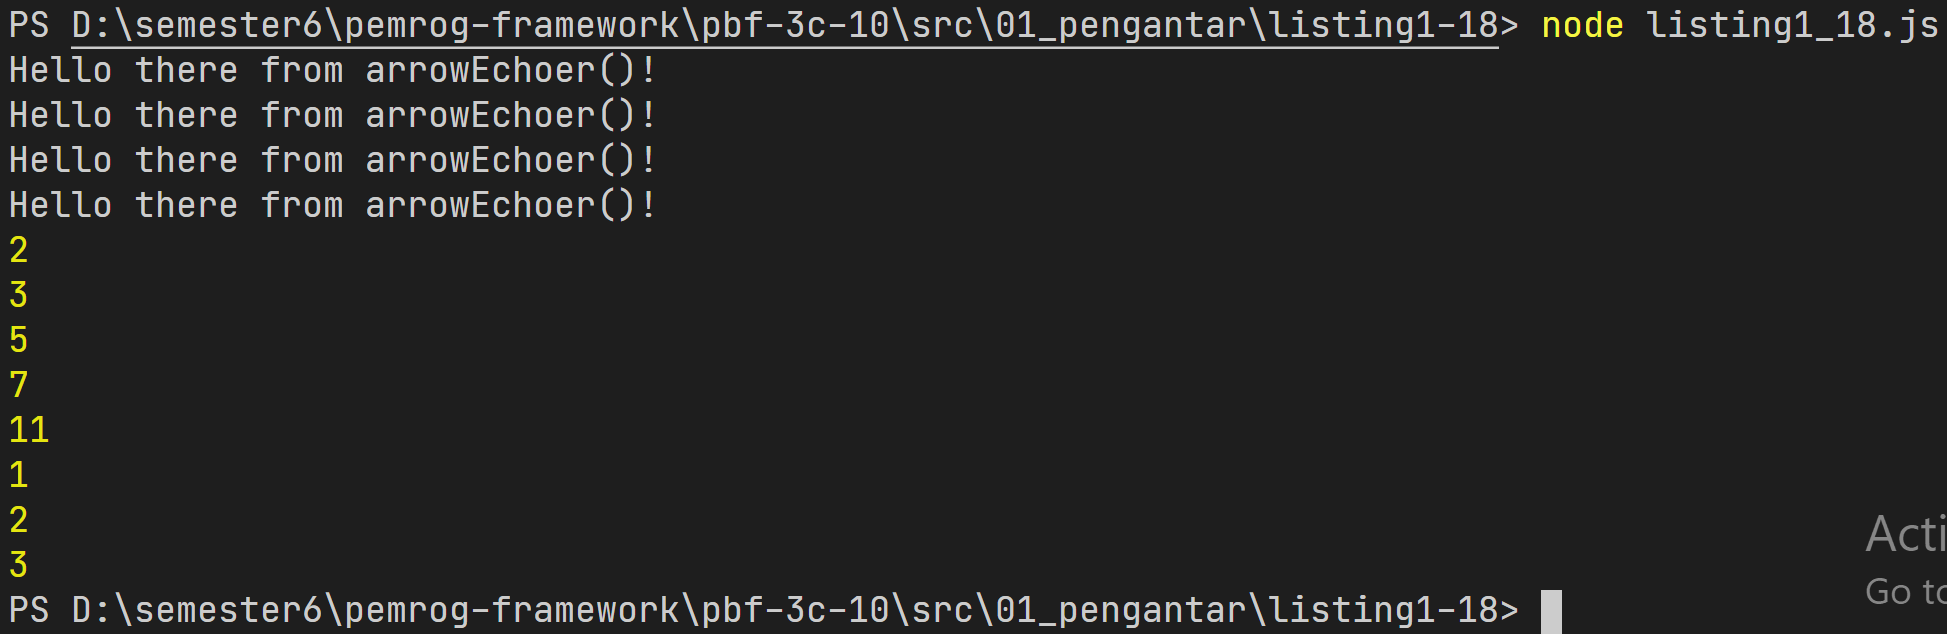 PS D:\semester6\pemrog-framework\pbf-3c-10\src\01_pengantar\listing1-18> node listing1_18.js
Hello there from arrowEchoer()!
Hello there from arrowEchoer()!
Hello there from arrowEchoer()!
Hello there from arrowEchoer()!
2
3
5
7
11
1
2
3
PS D:\semester6\pemrog-framework\pbf-3c-10\src\01_pengantar\listing1-18>
Acti
Go to